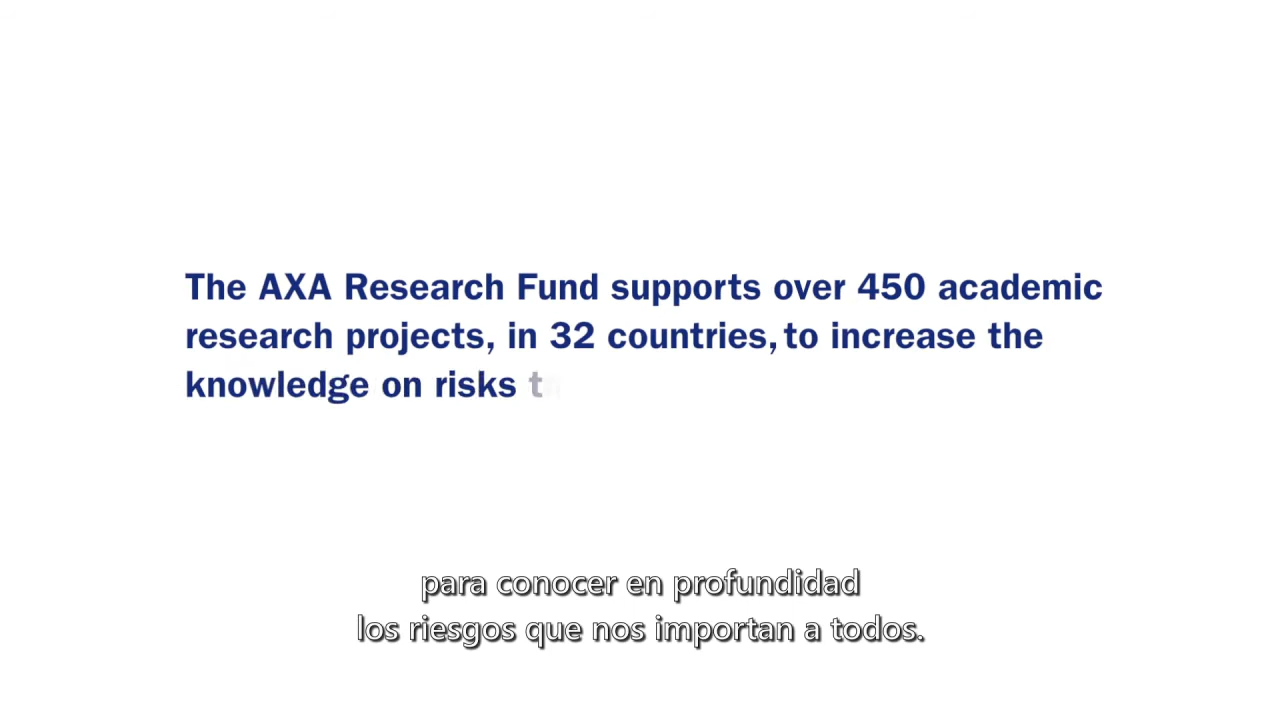 The AXA Research Fund supports over 450 academic
research projects, in 32 countries, to increase the
knowledge on risks
para conocer en profundidad
los riesgos que nos importan a todos.